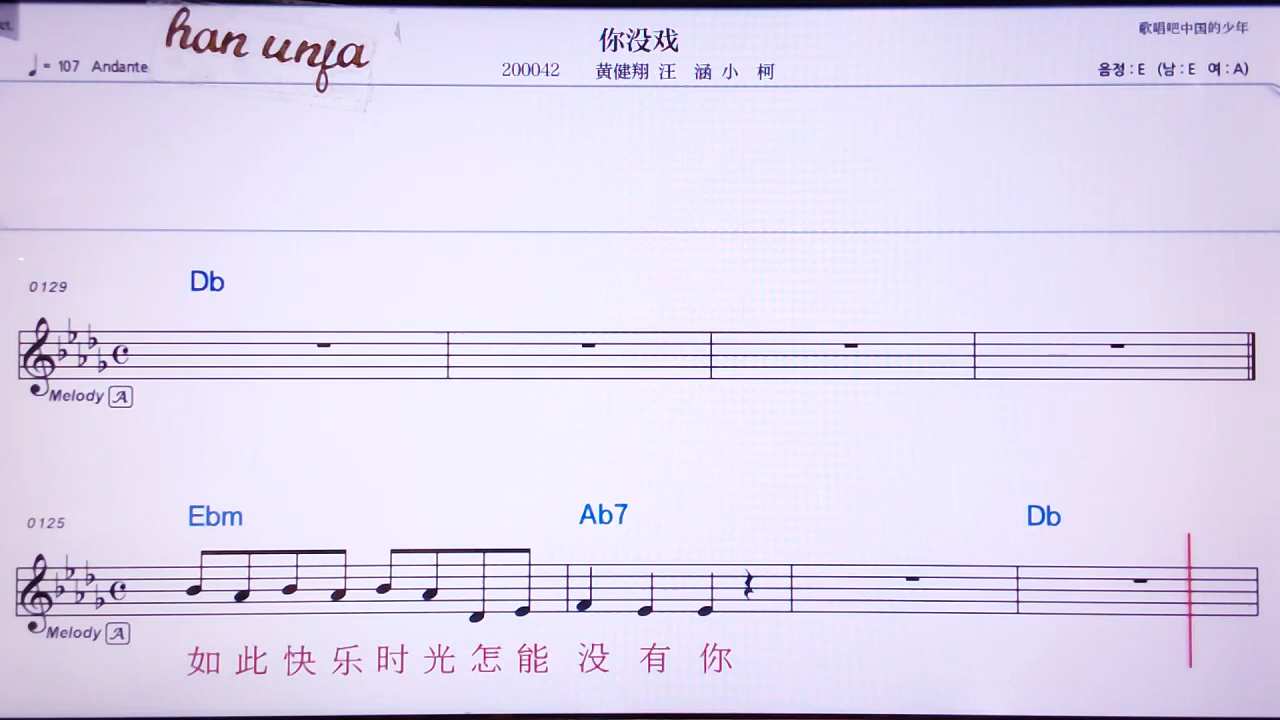 ct.
han unfa
你没戏
歌唱吧中国的少年
♩= 107 Andante
200042 黄健翔 汪 涵 小 柯
음정 : E (남 : E 여 : A)
0129
Db
Melody A
0125
Ebm Ab7 Db
Melody A
如 此 快 乐 时 光 怎 能 没 有 你